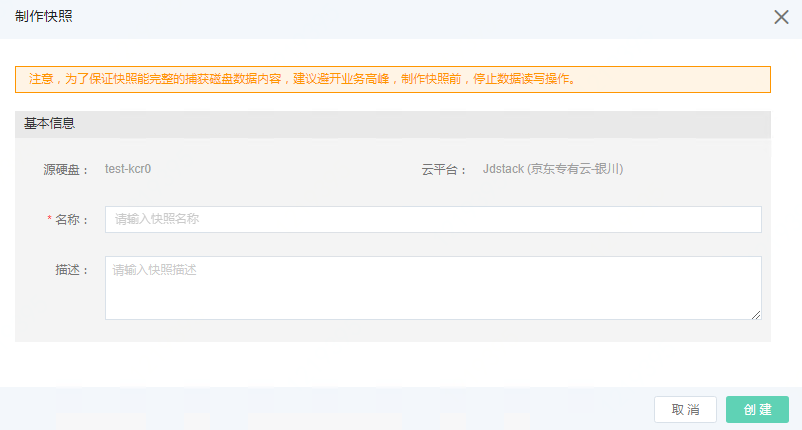 制作快照
注意，为了保证快照能完整的捕获磁盘数据内容，建议避开业务高峰，制作快照前，停止数据读写操作。
基本信息
源硬盘： test-kcr0 云平台： Jdstack (京东专有云-银川)
* 名称： 请输入快照名称
描述： 请输入快照描述
取消 创建